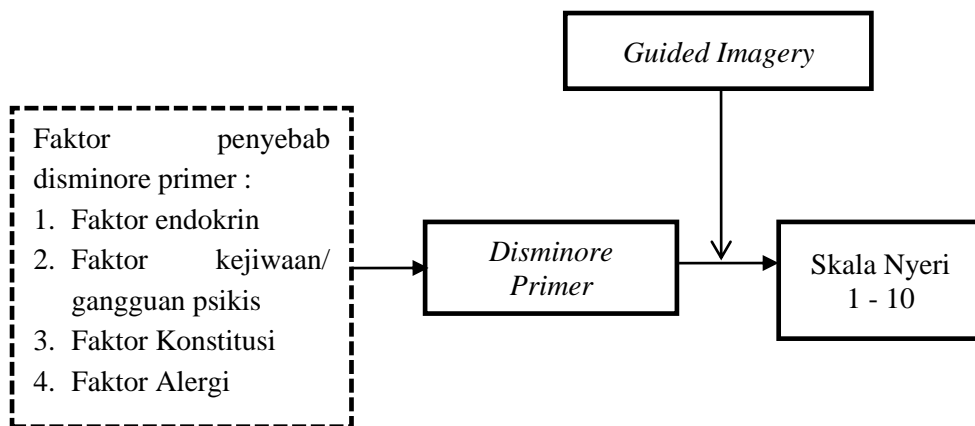 Guided Imagery
Faktor penyebab
disminore primer :
1. Faktor endokrin
2. Faktor kejiwaan/
gangguan psikis
3. Faktor Konstitusi
4. Faktor Alergi
Disminore
Primer
Skala Nyeri
1 - 10